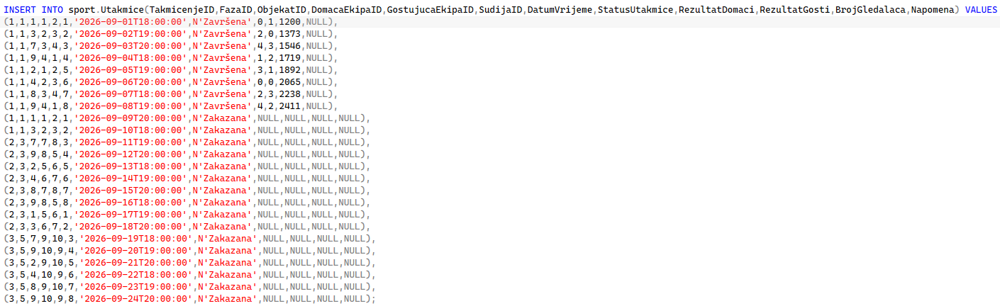 INSERT INTO sport.Utakmice(TakmicenjeID,FazaID,ObjekatID,DomacaEkipaID,GostujucaEkipaID,SudijaID,DatumVrijeme,StatusUtakmice,RezultatDomaci,RezultatGosti,BrojGledalaca,Napomena) VALUES
(1,1,1,1,2,1,'2026-09-01T18:00:00',N'Završena',0,1,1200,NULL),
(1,1,3,2,3,2,'2026-09-02T19:00:00',N'Završena',2,0,1373,NULL),
(1,1,7,3,4,3,'2026-09-03T20:00:00',N'Završena',4,3,1546,NULL),
(1,1,9,4,1,4,'2026-09-04T18:00:00',N'Završena',1,2,1719,NULL),
(1,1,2,1,2,5,'2026-09-05T19:00:00',N'Završena',3,1,1892,NULL),
(1,1,4,2,3,6,'2026-09-06T20:00:00',N'Završena',0,0,2065,NULL),
(1,1,8,3,4,7,'2026-09-07T18:00:00',N'Završena',2,3,2238,NULL),
(1,1,9,4,1,8,'2026-09-08T19:00:00',N'Završena',4,2,2411,NULL),
(1,1,1,1,2,1,'2026-09-09T20:00:00',N'Zakazana',NULL,NULL,NULL,NULL),
(1,1,3,2,3,2,'2026-09-10T18:00:00',N'Zakazana',NULL,NULL,NULL,NULL),
(2,3,7,7,8,3,'2026-09-11T19:00:00',N'Zakazana',NULL,NULL,NULL,NULL),
(2,3,9,8,5,4,'2026-09-12T20:00:00',N'Zakazana',NULL,NULL,NULL,NULL),
(2,3,2,5,6,5,'2026-09-13T18:00:00',N'Zakazana',NULL,NULL,NULL,NULL),
(2,3,4,6,7,6,'2026-09-14T19:00:00',N'Zakazana',NULL,NULL,NULL,NULL),
(2,3,8,7,8,7,'2026-09-15T20:00:00',N'Zakazana',NULL,NULL,NULL,NULL),
(2,3,9,8,5,8,'2026-09-16T18:00:00',N'Zakazana',NULL,NULL,NULL,NULL),
(2,3,1,5,6,1,'2026-09-17T19:00:00',N'Zakazana',NULL,NULL,NULL,NULL),
(2,3,3,6,7,2,'2026-09-18T20:00:00',N'Zakazana',NULL,NULL,NULL,NULL),
(3,5,7,9,10,3,'2026-09-19T18:00:00',N'Zakazana',NULL,NULL,NULL,NULL),
(3,5,9,10,9,4,'2026-09-20T19:00:00',N'Zakazana',NULL,NULL,NULL,NULL),
(3,5,2,9,10,5,'2026-09-21T20:00:00',N'Zakazana',NULL,NULL,NULL,NULL),
(3,5,4,10,9,6,'2026-09-22T18:00:00',N'Zakazana',NULL,NULL,NULL,NULL),
(3,5,8,9,10,7,'2026-09-23T19:00:00',N'Zakazana',NULL,NULL,NULL,NULL),
(3,5,9,10,9,8,'2026-09-24T20:00:00',N'Zakazana',NULL,NULL,NULL,NULL);